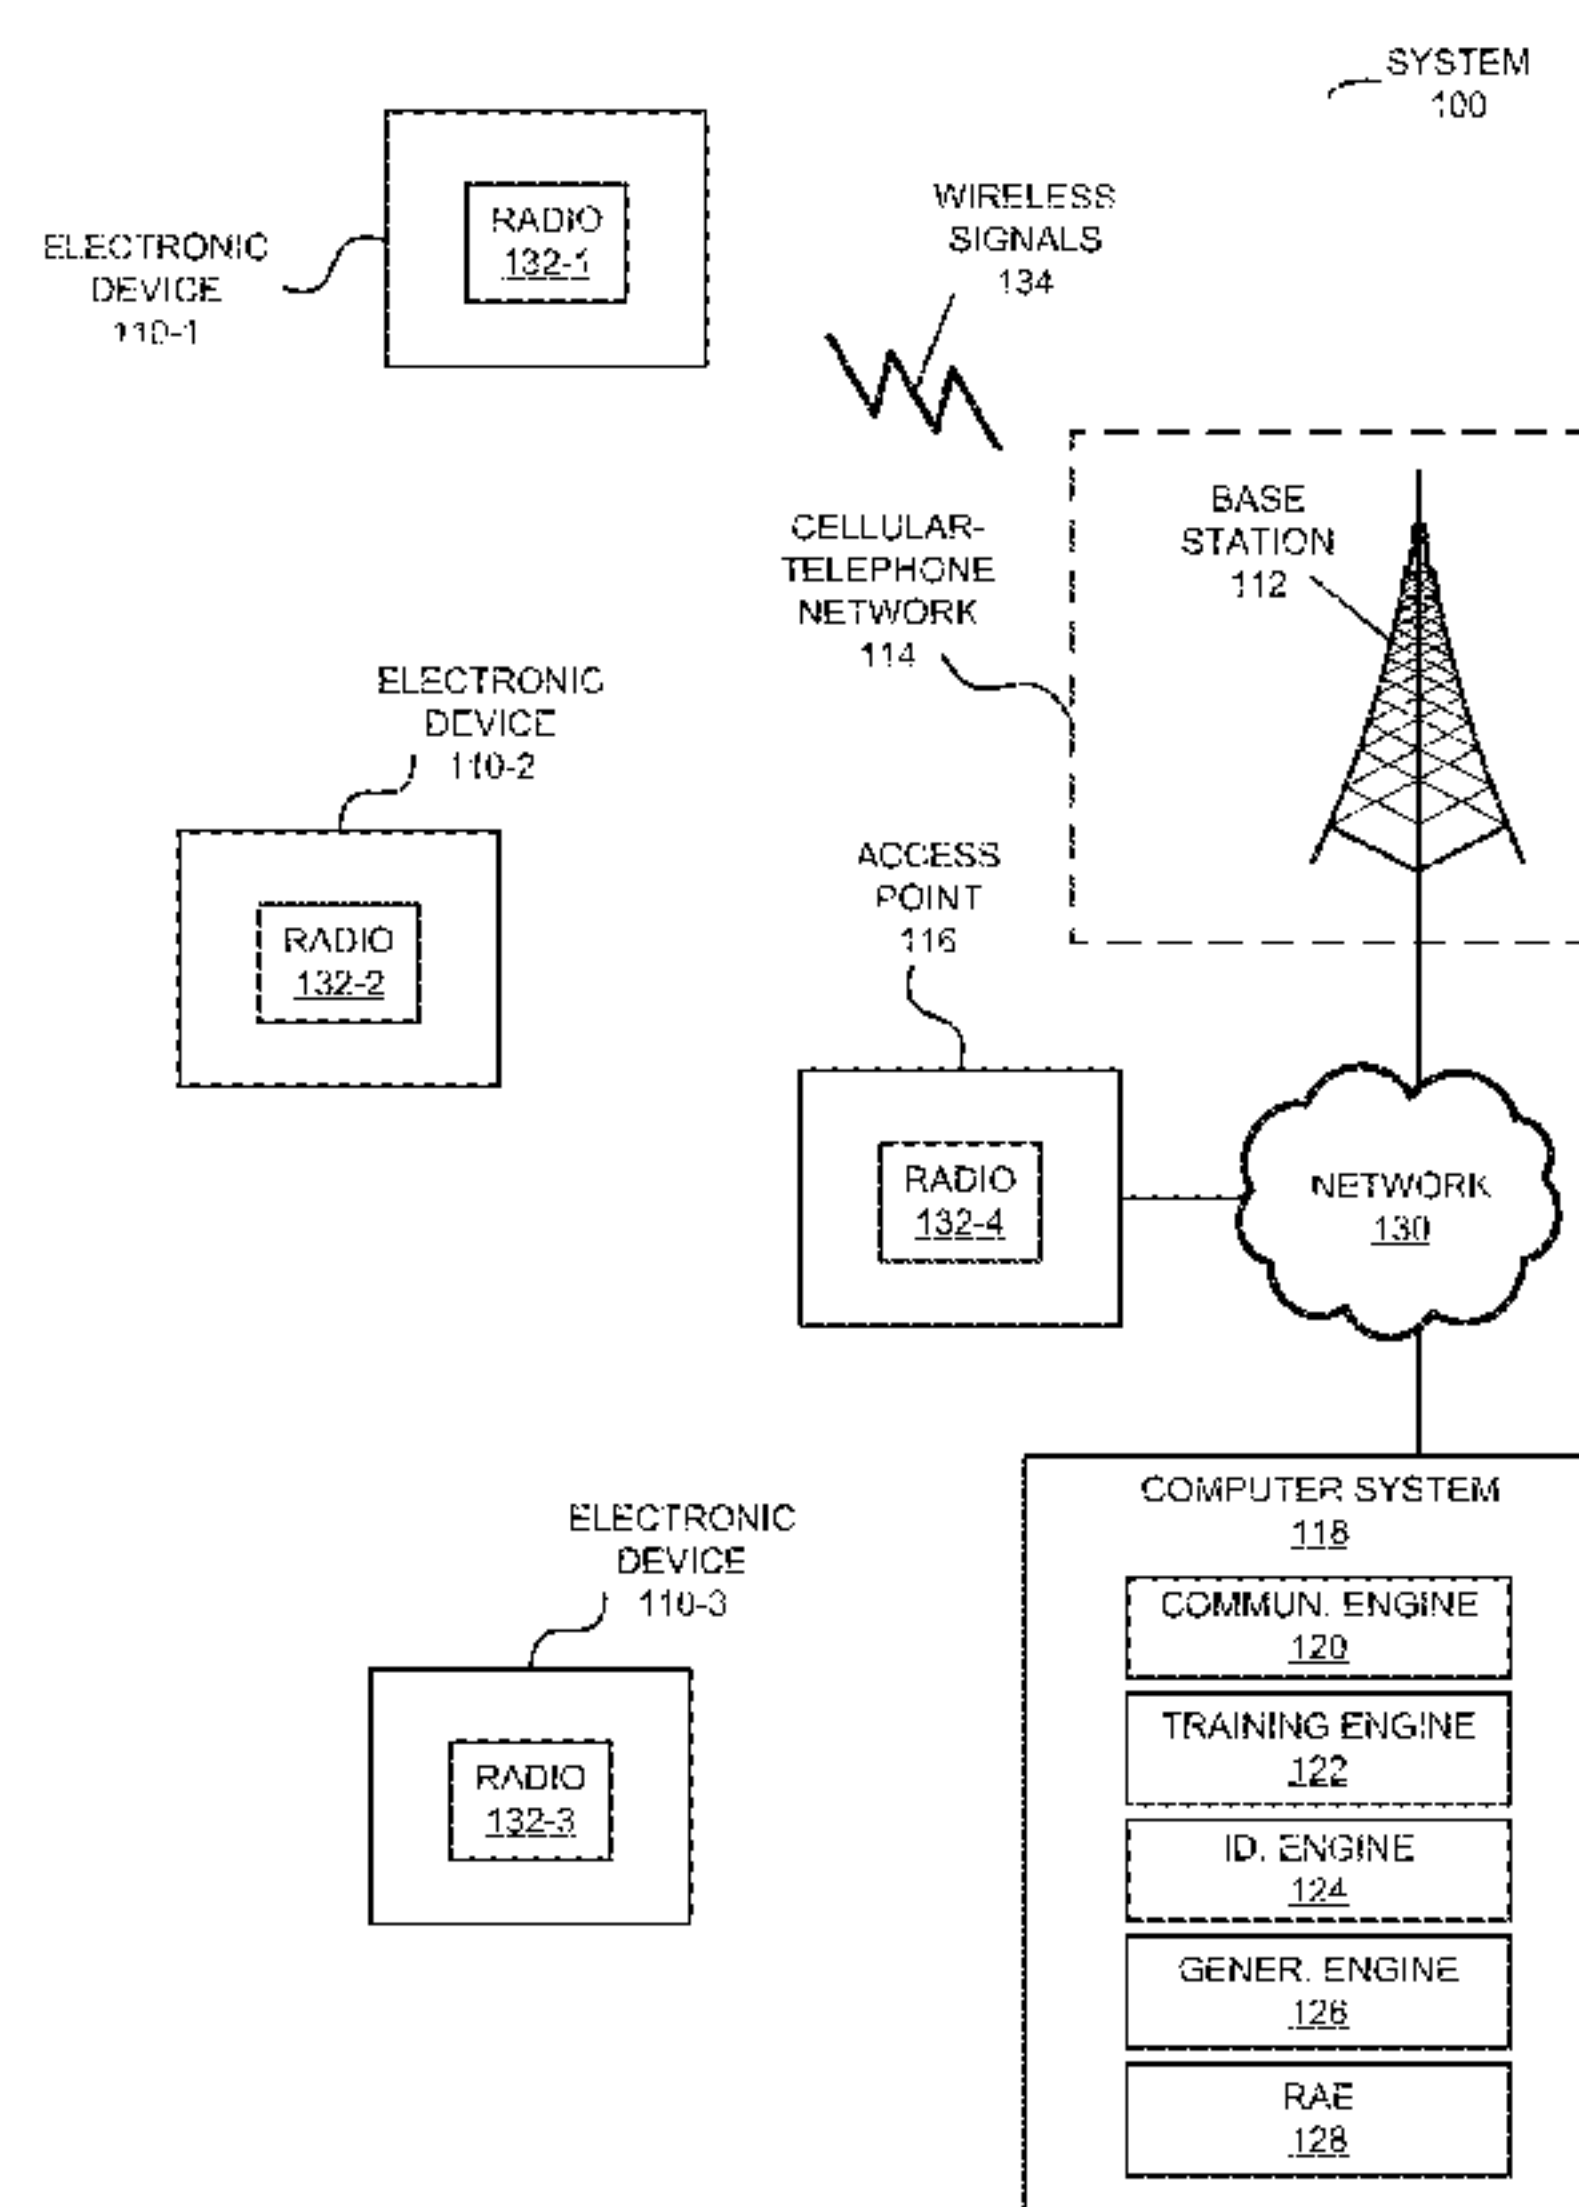 SYSTEM
100
WIRELESS
SIGNALS
134
RADIO
132-1
ELECTRONIC
DEVICE
110-1
BASE
STATION
112
CELLULAR-
TELEPHONE
NETWORK
114
ELECTRONIC
DEVICE
110-2
RADIO
132-2
ACCESS
POINT
116
RADIO
132-4
NETWORK
130
ELECTRONIC
DEVICE
110-3
RADIO
132-3
COMPUTER SYSTEM
118
COMMUN. ENGINE
120
TRAINING ENGINE
122
ID. ENGINE
124
GENER. ENGINE
126
RAE
128